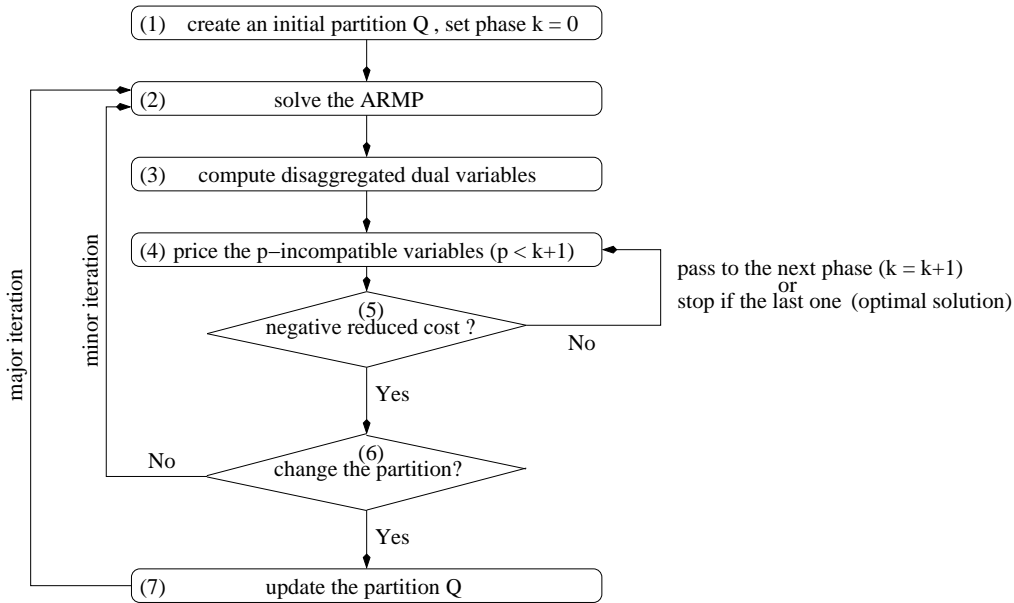 (1) create an initial partition Q , set phase k = 0
(2) solve the ARMP
(3) compute disaggregated dual variables
(4) price the p−incompatible variables (p < k+1)
pass to the next phase (k = k+1)
or
stop if the last one (optimal solution)
(5)
negative reduced cost ?
No
Yes
(6)
change the partition?
No
Yes
(7) update the partition Q
major iteration
minor iteration